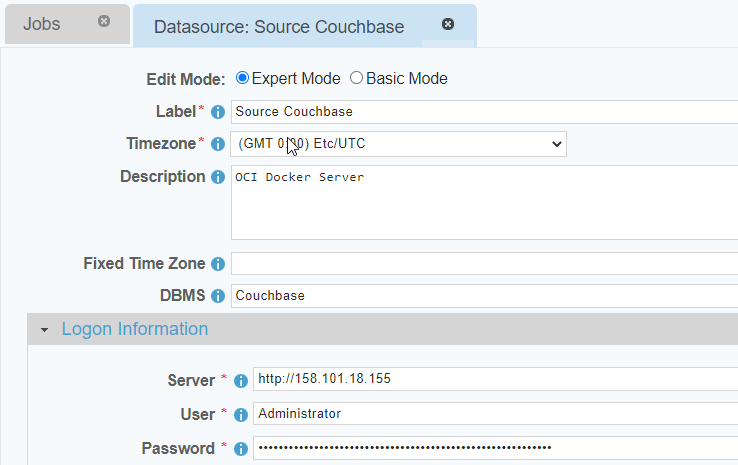 Jobs
Datasource: Source Couchbase
Edit Mode: Expert Mode Basic Mode
Label* Source Couchbase
Timezone* (GMT 0:00) Etc/UTC
Description OCI Docker Server
Fixed Time Zone
DBMS Couchbase
Logon Information
Server * http://158.101.18.155
User * Administrator
Password * ••••••••••••••••••••••••••••••••••••••••••••••••••••••••••